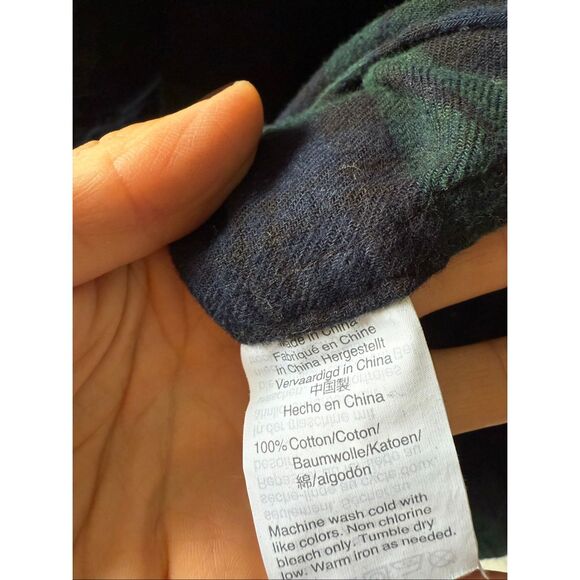 Made in China
Fabriqué en Chine
In China Hergestellt
Vervaardigd in China
中国製
Hecho en China
100% Cotton/Coton/
Baumwolle/Katoen/
綿/algodón
Machine wash cold with
like colors. Non chlorine
bleach only. Tumble dry
low. Warm iron as needed.